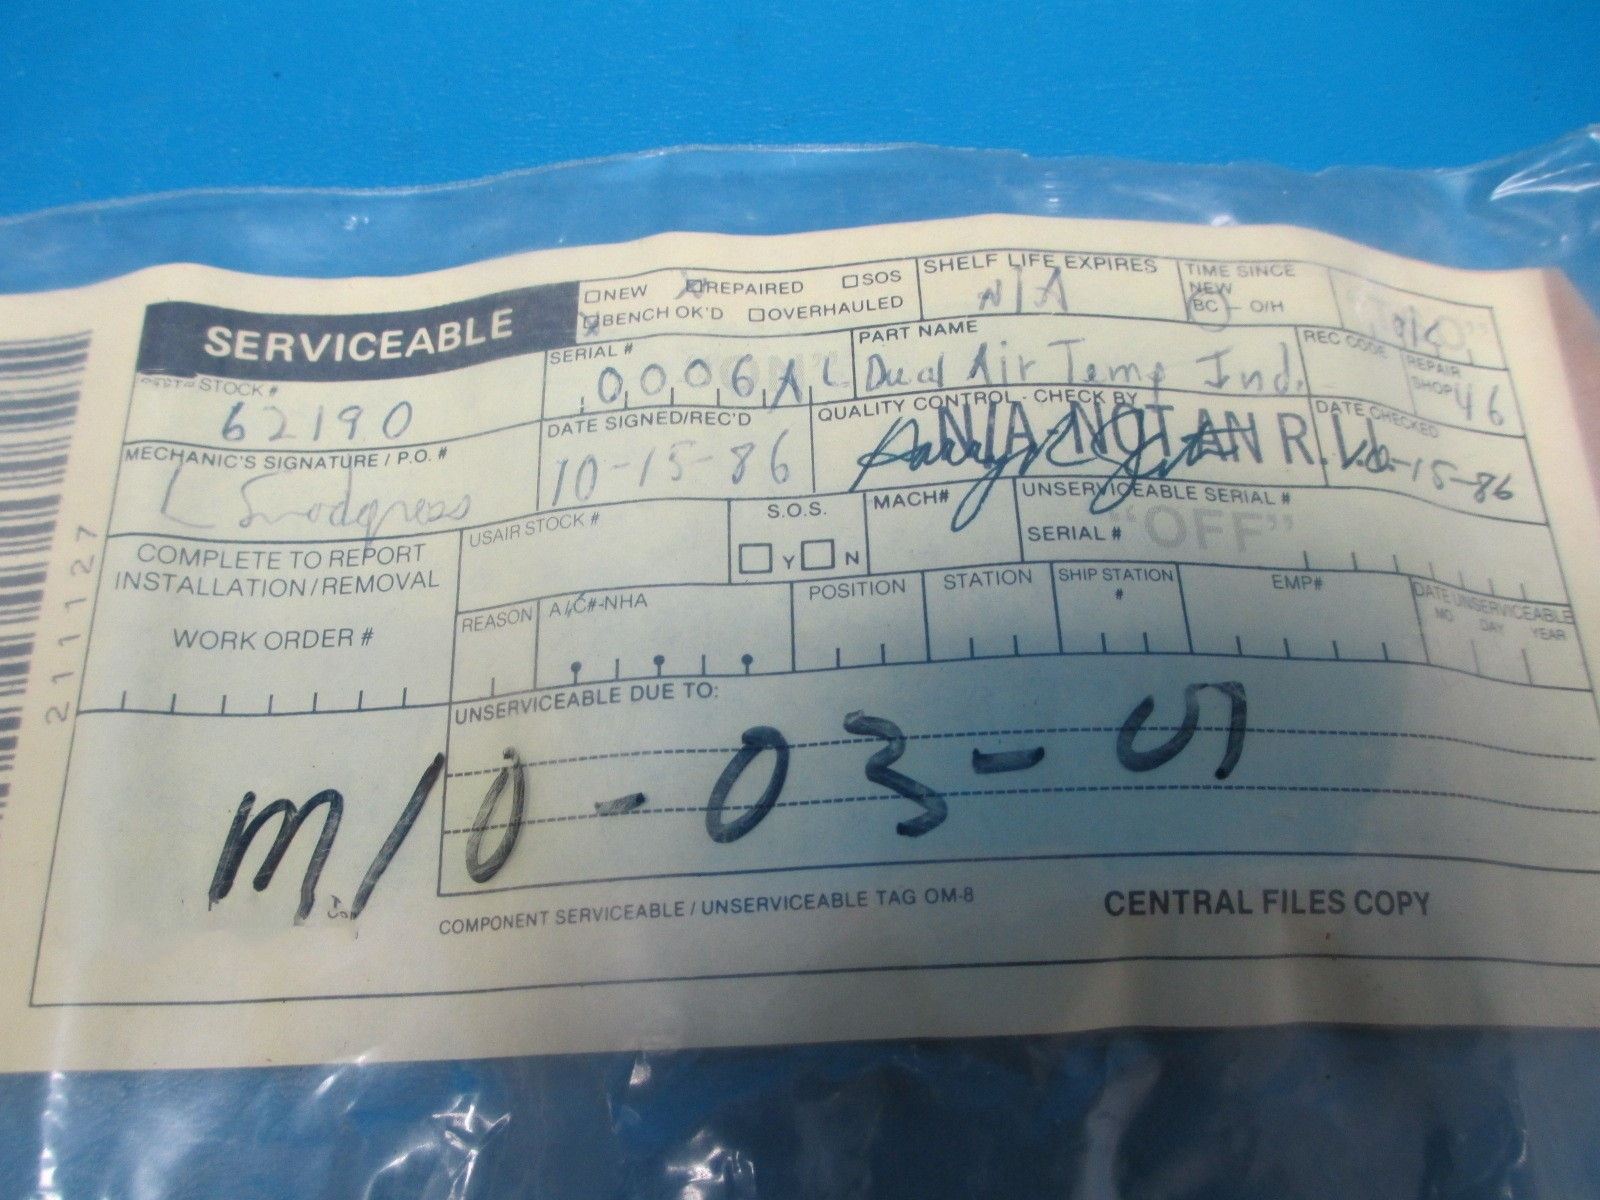 SERVICEABLE
NEW REPAIRED SOS
BENCH OK'D OVERHAULED
SHELF LIFE EXPIRES
N/A
TIME SINCE
NEW
BC - O/H
STOCK #
62190
SERIAL #
0006AL
PART NAME
Dual Air Temp Ind.
REC CODE
REPAIR
SHOP 46
MECHANIC'S SIGNATURE / P.O. #
L Snodgress
DATE SIGNED/REC'D
10-15-86
QUALITY CONTROL - CHECK BY
N/A NOT AN R.I.I.
DATE CHECKED
10-15-86
COMPLETE TO REPORT
INSTALLATION/REMOVAL
WORK ORDER #
USAIR STOCK #
S.O.S.
Y N
MACH#
UNSERVICEABLE SERIAL #
SERIAL #
"OFF"
REASON
A/C#-NHA
POSITION
STATION
SHIP STATION
#
EMP#
DATE UNSERVICEABLE
MO DAY YEAR
UNSERVICEABLE DUE TO:
M10-03-07
COMPONENT SERVICEABLE / UNSERVICEABLE TAG OM-8
CENTRAL FILES COPY
211127